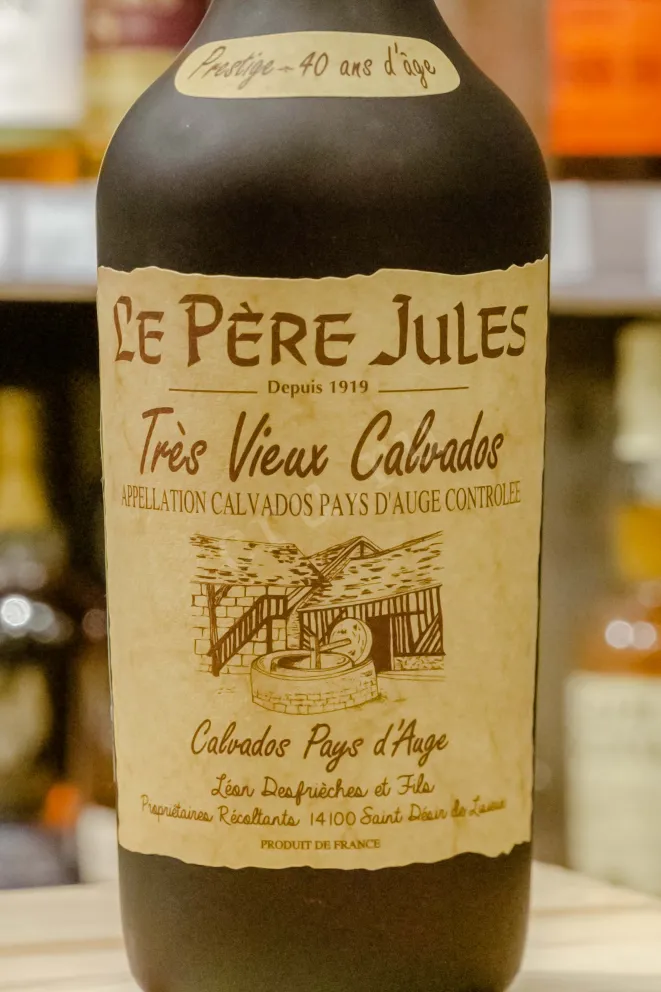 Prestige - 40 ans d'âge
LE PÈRE JULES
Depuis 1919
Très Vieux Calvados
APPELLATION CALVADOS PAYS D'AUGE CONTROLEE
Calvados Pays d'Auge
Léon Desfrièches et Fils
Propriétaires Récoltants 14100 Saint Désir de Lisieux
PRODUIT DE FRANCE